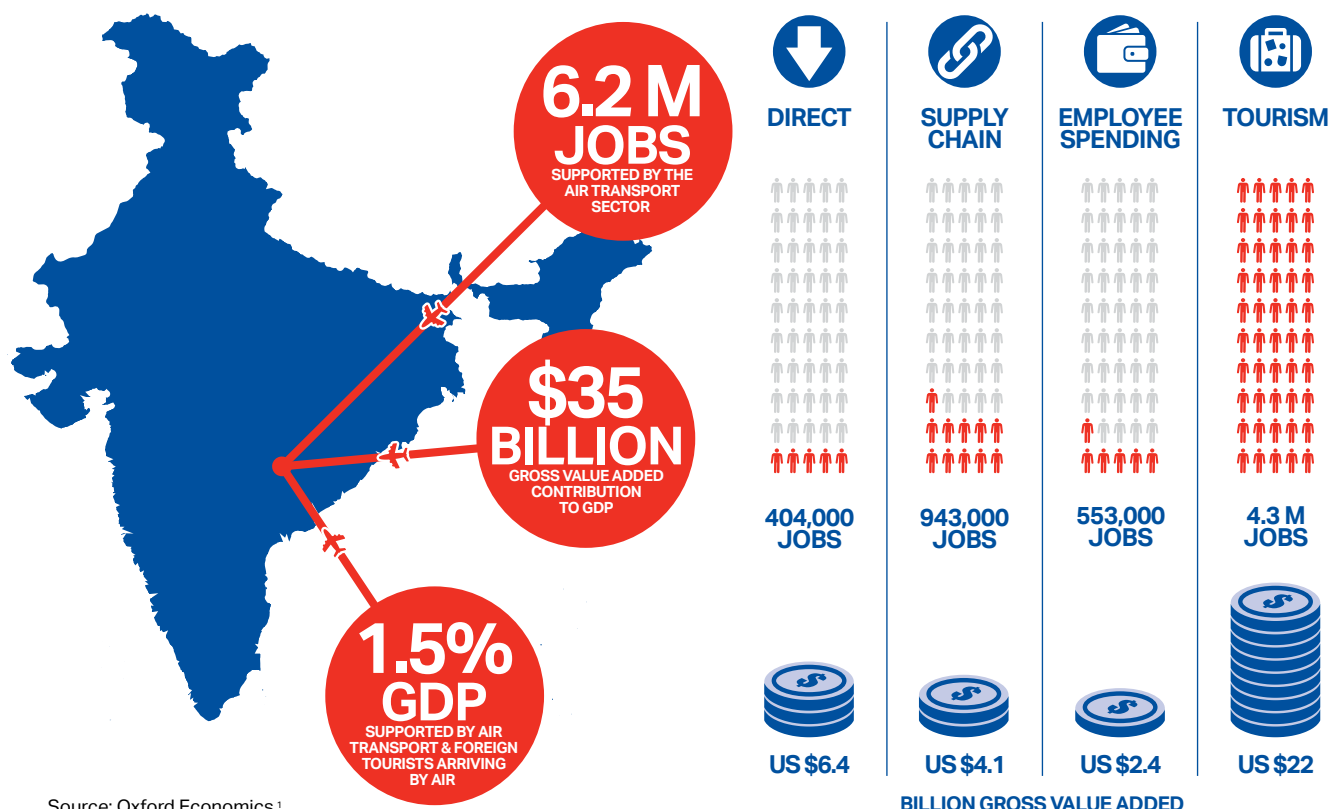 6.2 M
JOBS
SUPPORTED BY THE
AIR TRANSPORT
SECTOR
$35
BILLION
GROSS VALUE ADDED
CONTRIBUTION
TO GDP
1.5%
GDP
SUPPORTED BY AIR
TRANSPORT & FOREIGN
TOURISTS ARRIVING
BY AIR
Source: Oxford Economics 1
DIRECT
404,000
JOBS
$
US $6.4
SUPPLY
CHAIN
943,000
JOBS
$
US $4.1
EMPLOYEE
SPENDING
553,000
JOBS
$
US $2.4
TOURISM
4.3 M
JOBS
$
US $22
BILLION GROSS VALUE ADDED